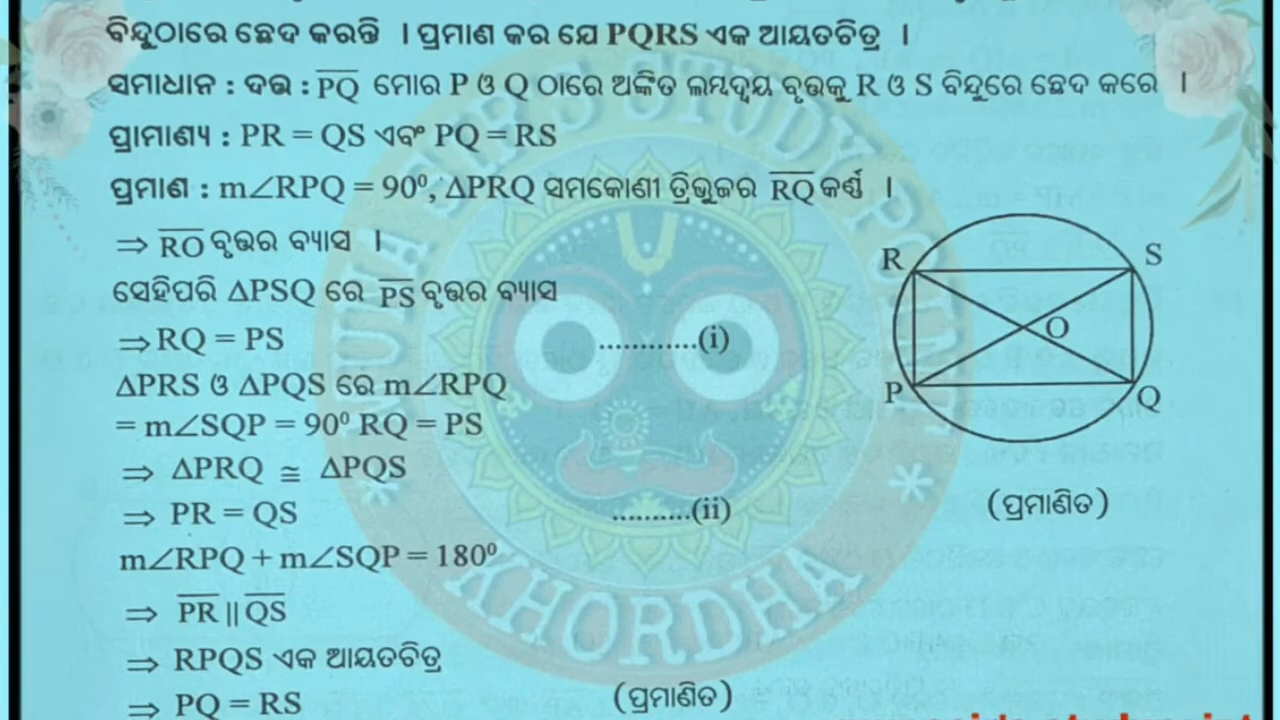 ବିନ୍ଦୁଠାରେ ଛେଦ କରନ୍ତି । ପ୍ରମାଣ କର ଯେ PQRS ଏକ ଆୟତଚିତ୍ର ।
ସମାଧାନ : ଦତ୍ତ : PQ ମୋର P ଓ Q ଠାରେ ଅଙ୍କିତ ଲମ୍ବଦ୍ଵୟ ବୃତ୍ତକୁ R ଓ S ବିନ୍ଦୁରେ ଛେଦ କରେ ।
ପ୍ରାମାଣ୍ୟ : PR = QS ଏବଂ PQ = RS
ପ୍ରମାଣ : m∠RPQ = 90⁰, ΔPRQ ସମକୋଣୀ ତ୍ରିଭୁଜର RQ କର୍ଣ୍ଣ ।
⇒ RO ବୃତ୍ତର ବ୍ୟାସ ।
ସେହିପରି ΔPSQ ରେ PS ବୃତ୍ତର ବ୍ୟାସ
⇒ RQ = PS ............(i)
ΔPRS ଓ ΔPQS ରେ m∠RPQ
= m∠SQP = 90⁰ RQ = PS
⇒ ΔPRQ ≅ ΔPQS
⇒ PR = QS ..........(ii)
m∠RPQ + m∠SQP = 180⁰
⇒ PR || QS
⇒ RPQS ଏକ ଆୟତଚିତ୍ର
⇒ PQ = RS (ପ୍ରମାଣିତ)
R S
O
P Q
(ପ୍ରମାଣିତ)
KHORDHA